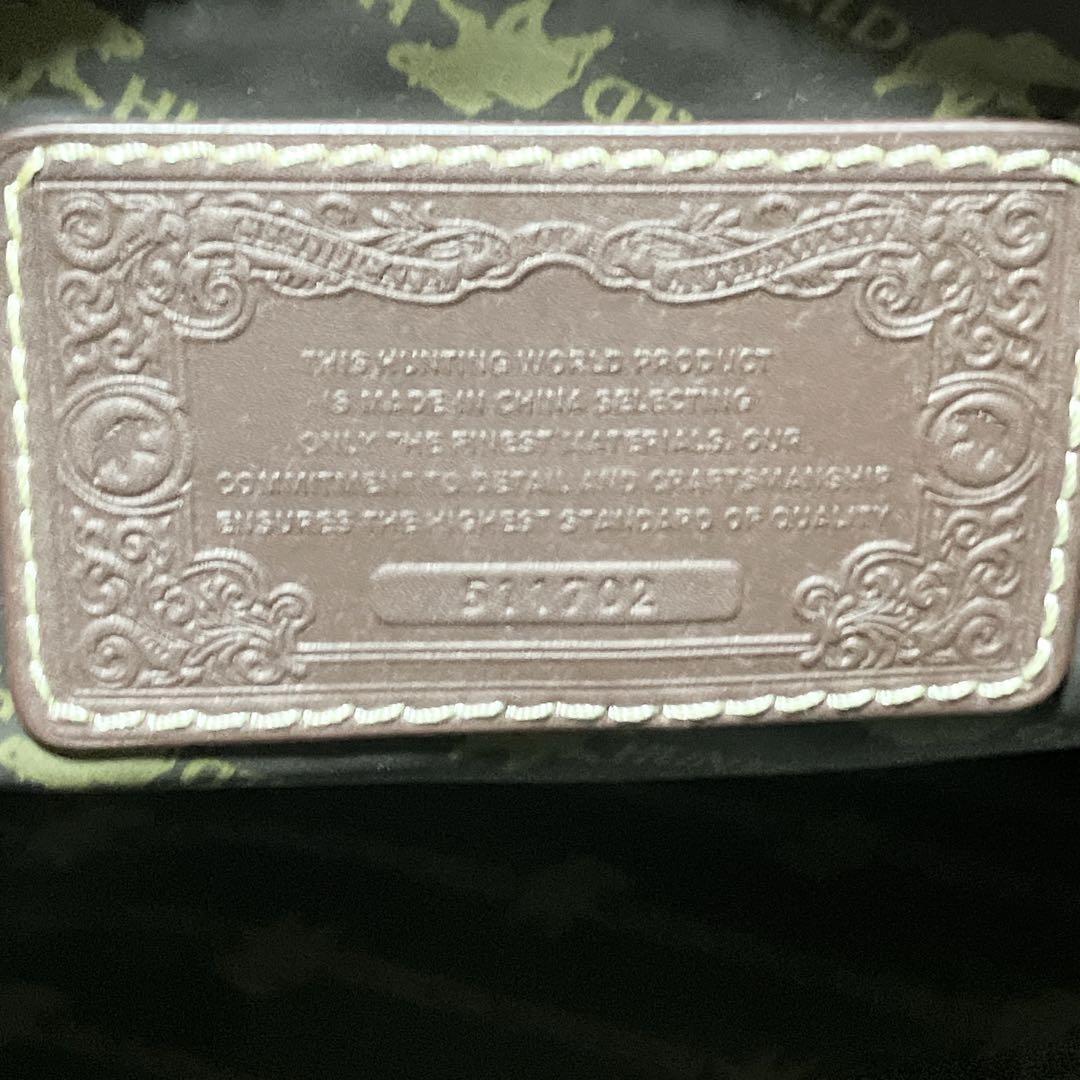 THIS HUNTING WORLD PRODUCT
IS MADE IN CHINA SELECTING
ONLY THE FINEST MATERIALS. OUR
COMMITMENT TO DETAIL AND CRAFTSMANSHIP
ENSURES THE HIGHEST STANDARD OF QUALITY
511702